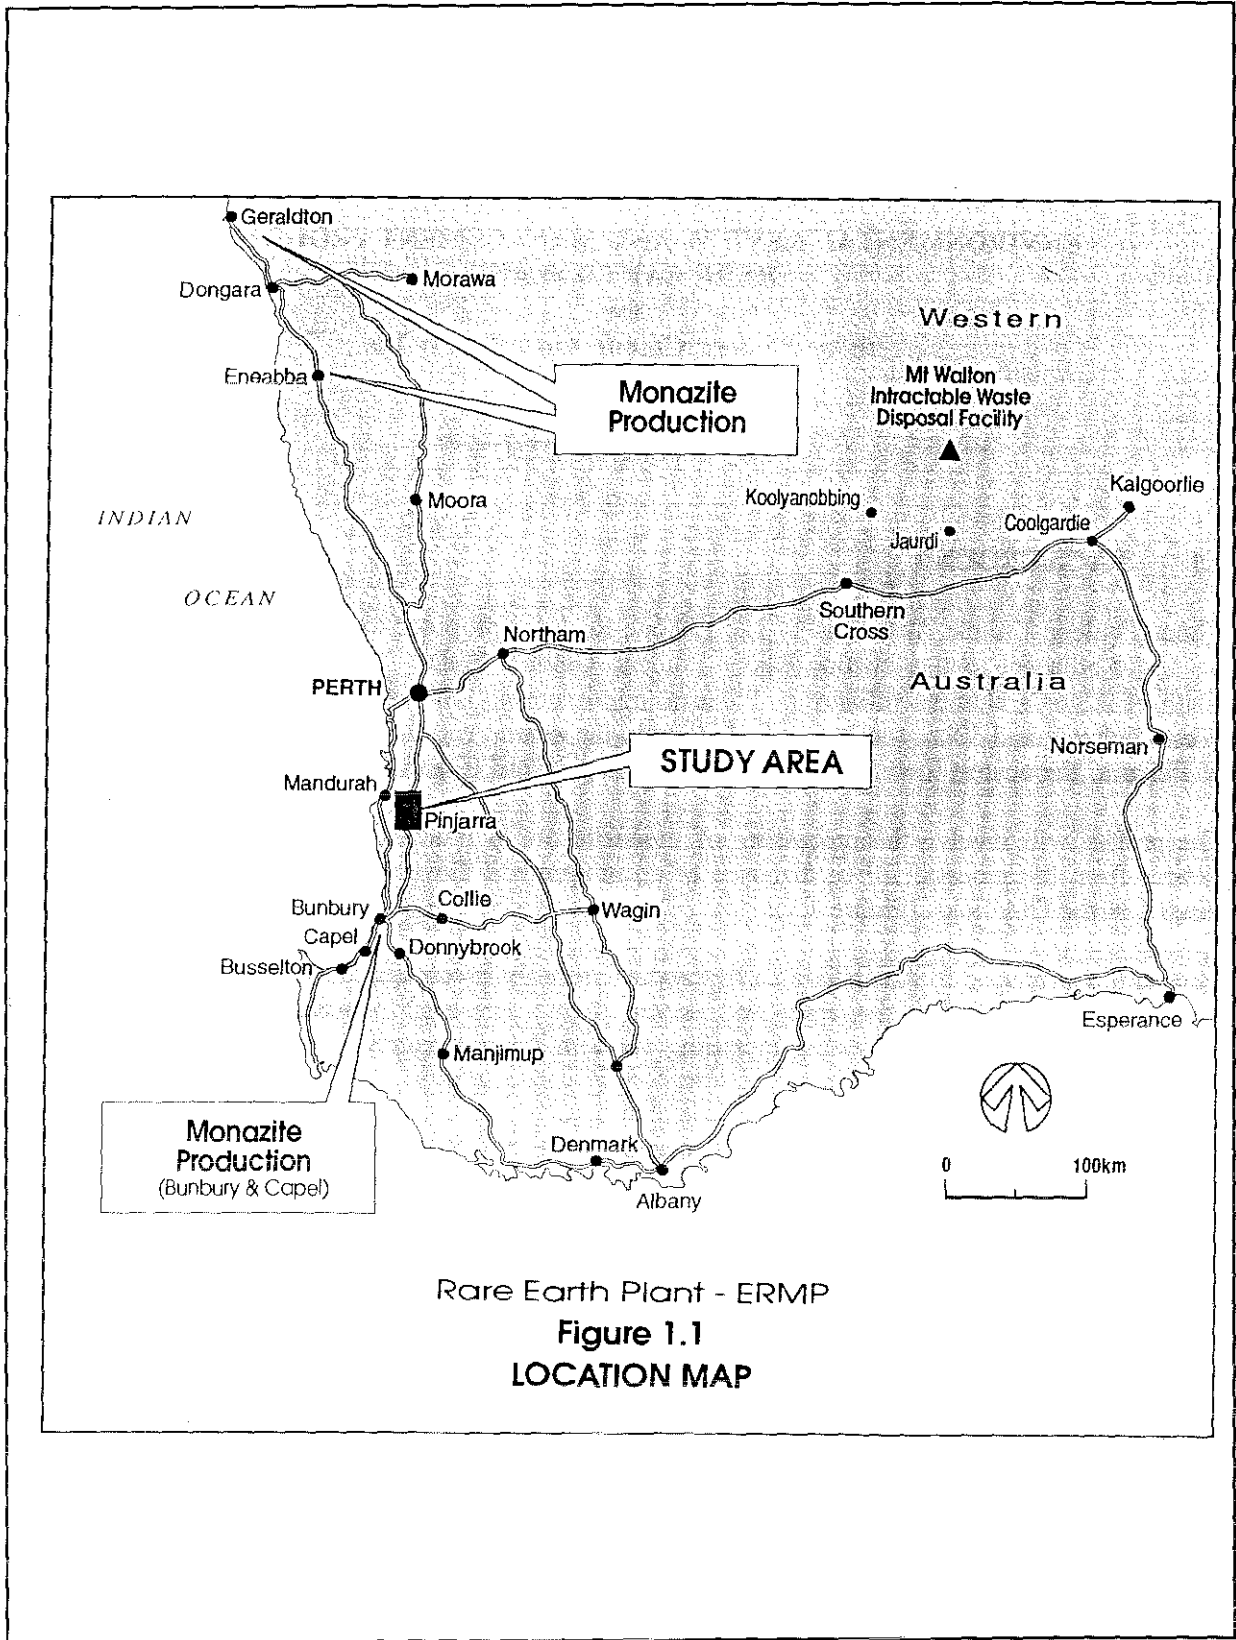 Geraldton
Morawa
Dongara
Western
Eneabba
Monazite
Production
Mt Walton
Intractable Waste
Disposal Facility
Kalgoorlie
Koolyanobbing
Moora
INDIAN
Coolgardie
Jaurdi
OCEAN
Southern
Cross
Northam
PERTH
Australia
Norseman
STUDY AREA
Mandurah
Pinjarra
Collie
Bunbury
Wagin
Capel
Donnybrook
Busselton
Esperance
Manjimup
Monazite
Production
(Bunbury & Capel)
Denmark
0 100km
Albany
Rare Earth Plant - ERMP
Figure 1.1
LOCATION MAP